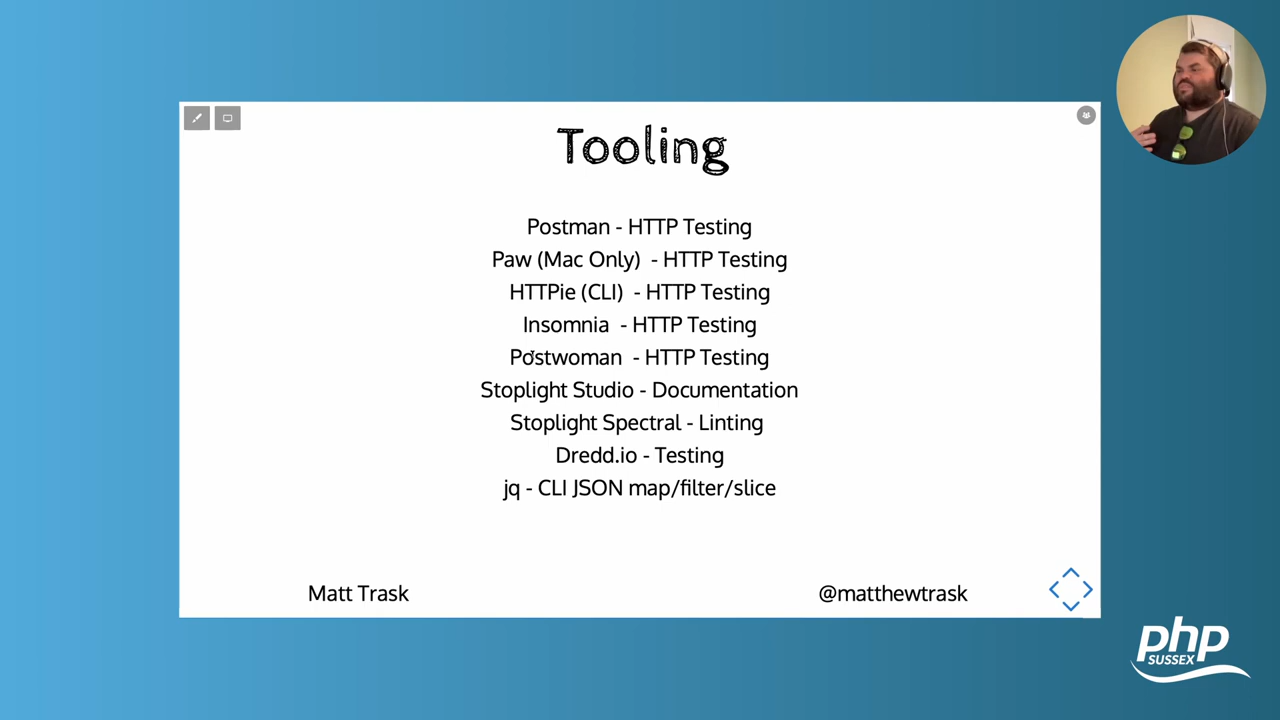 Tooling
Postman - HTTP Testing
Paw (Mac Only) - HTTP Testing
HTTPie (CLI) - HTTP Testing
Insomnia - HTTP Testing
Postwoman - HTTP Testing
Stoplight Studio - Documentation
Stoplight Spectral - Linting
Dredd.io - Testing
jq - CLI JSON map/filter/slice
Matt Trask
@matthewtrask
php
SUSSEX